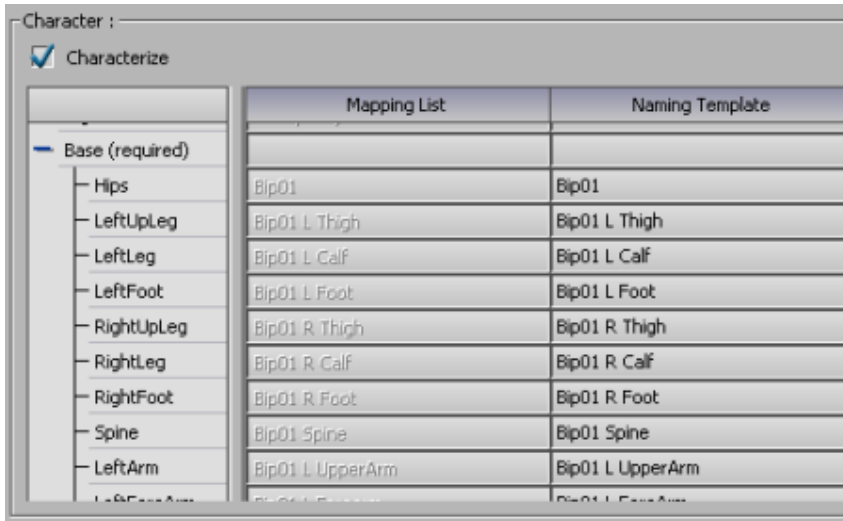 Character :
Characterize
Mapping List Naming Template
Base (required)
Hips Bip01 Bip01
LeftUpLeg Bip01 L Thigh Bip01 L Thigh
LeftLeg Bip01 L Calf Bip01 L Calf
LeftFoot Bip01 L Foot Bip01 L Foot
RightUpLeg Bip01 R Thigh Bip01 R Thigh
RightLeg Bip01 R Calf Bip01 R Calf
RightFoot Bip01 R Foot Bip01 R Foot
Spine Bip01 Spine Bip01 Spine
LeftArm Bip01 L UpperArm Bip01 L UpperArm